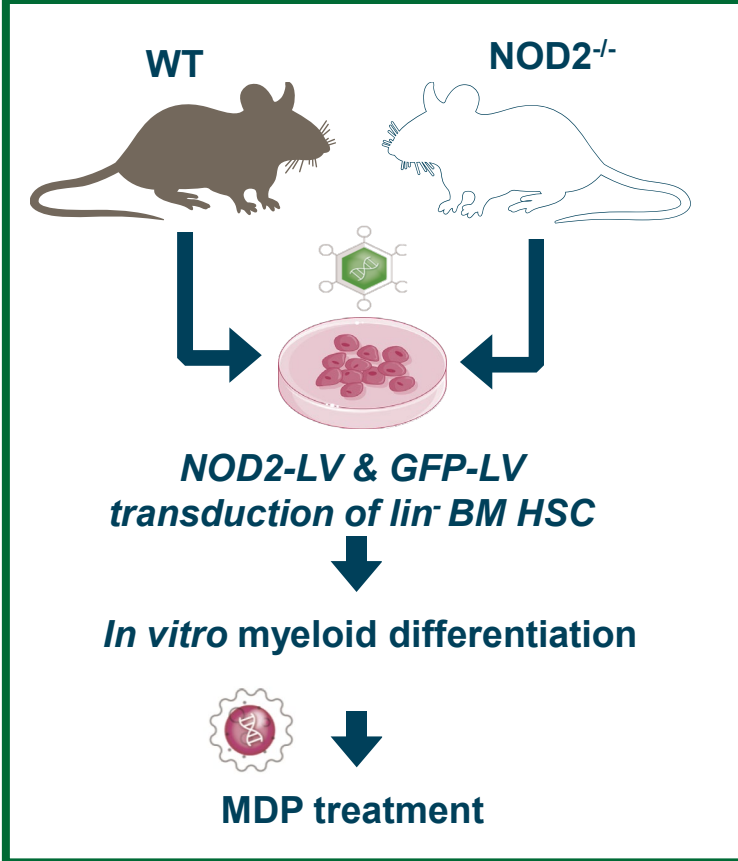 WT
NOD2⁻/⁻
NOD2-LV & GFP-LV
transduction of lin⁻ BM HSC
In vitro myeloid differentiation
MDP treatment